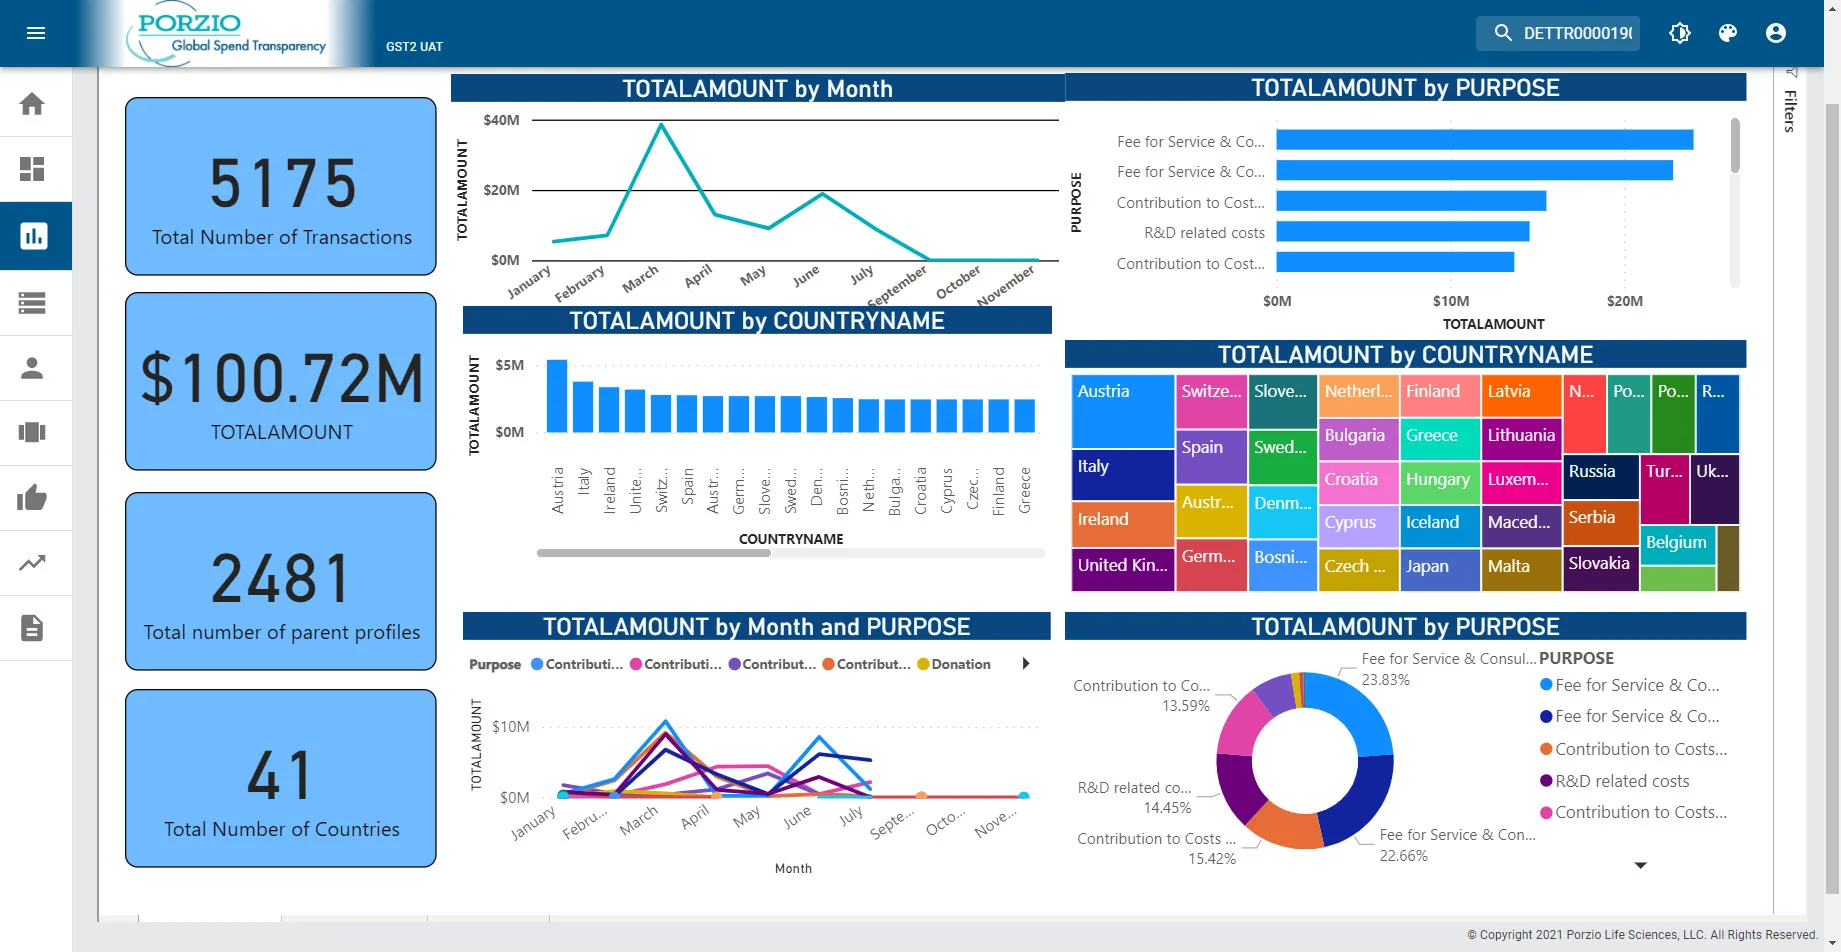 PORZIO
Global Spend Transparency
GST2 UAT
DETTR000019
Filters
5175
Total Number of Transactions
$100.72M
TOTALAMOUNT
2481
Total number of parent profiles
41
Total Number of Countries
TOTALAMOUNT by Month
TOTALAMOUNT
$40M
$20M
$0M
January
February
March
April
May
June
July
September
October
November
TOTALAMOUNT by PURPOSE
PURPOSE
Fee for Service & Co...
Fee for Service & Co...
Contribution to Cost...
R&D related costs
Contribution to Cost...
$0M
$10M
$20M
TOTALAMOUNT
TOTALAMOUNT by COUNTRYNAME
TOTALAMOUNT
$5M
$0M
Austria
Italy
Ireland
Unite...
Switz...
Spain
Austr...
Germ...
Slove...
Swed...
Den...
Bosni...
Neth...
Bulga...
Croatia
Cyprus
Czec...
Finland
Greece
COUNTRYNAME
TOTALAMOUNT by COUNTRYNAME
Austria
Italy
Ireland
United Kin...
Switze...
Spain
Austr...
Germ...
Slove...
Swed...
Denm...
Bosni...
Netherl...
Bulgaria
Croatia
Cyprus
Czech ...
Finland
Greece
Hungary
Iceland
Japan
Latvia
Lithuania
Luxem...
Maced...
Malta
N...
Po...
Po...
R...
Russia
Serbia
Slovakia
Tur...
Uk...
Belgium
TOTALAMOUNT by Month and PURPOSE
Purpose
Contributi...
Contributi...
Contribut...
Contribut...
Donation
TOTALAMOUNT
$10M
$0M
January
Febru...
March
April
May
June
July
Septe...
Octo...
Nove...
Month
TOTALAMOUNT by PURPOSE
Fee for Service & Consul...
23.83%
Contribution to Co...
13.59%
R&D related co...
14.45%
Contribution to Costs ...
15.42%
Fee for Service & Con...
22.66%
PURPOSE
Fee for Service & Co...
Fee for Service & Co...
Contribution to Costs...
R&D related costs
Contribution to Costs...
© Copyright 2021 Porzio Life Sciences, LLC. All Rights Reserved.